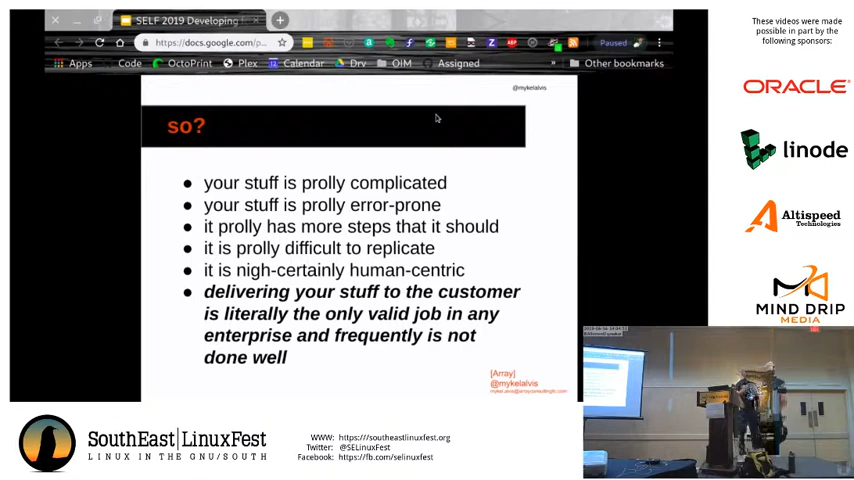 SELF 2019 Developing
https://docs.google.com/p...
ABP
Paused
Apps
Code
OctoPrint
Plex
Calendar
Drv
OIM
Assigned
»
Other bookmarks
@mykelalvis
so?
● your stuff is prolly complicated
● your stuff is prolly error-prone
● it prolly has more steps that it should
● it is prolly difficult to replicate
● it is nigh-certainly human-centric
● delivering your stuff to the customer
is literally the only valid job in any
enterprise and frequently is not
done well
[Array]
@mykelalvis
These videos were made
possible in part by the
following sponsors:
ORACLE
linode
Altispeed
Technologies
MIND DRIP
MEDIA
SouthEast|LinuxFest
LINUX IN THE GNU/SOUTH
WWW: https://southeastlinuxfest.org
Twitter: @SELinuxFest
Facebook: https://fb.com/selinuxfest